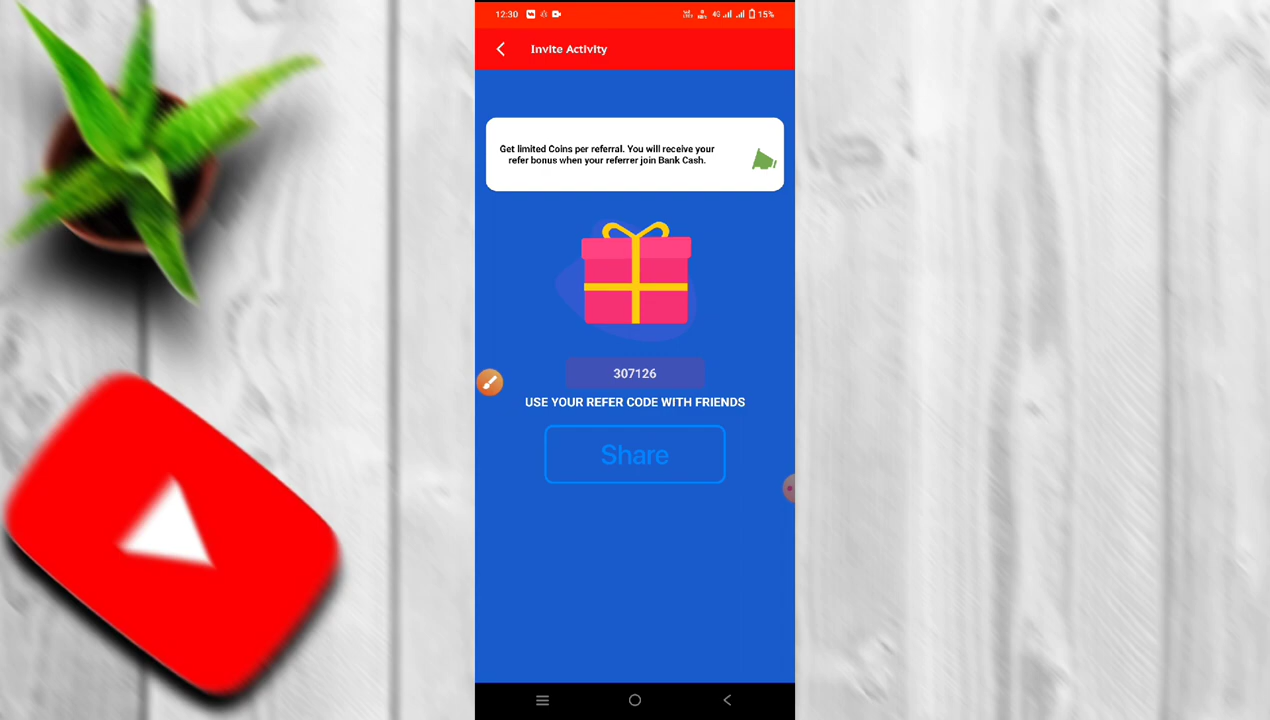 12:30
4G
15%
Invite Activity
Get limited Coins per referral. You will receive your
refer bonus when your referrer join Bank Cash.
307126
USE YOUR REFER CODE WITH FRIENDS
Share